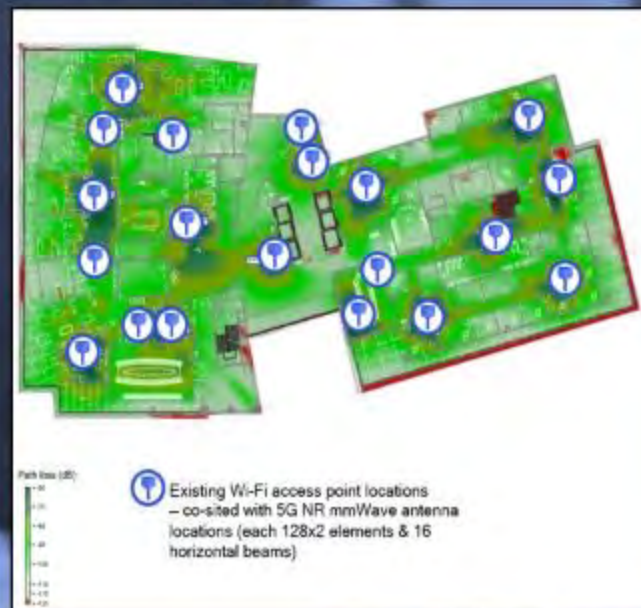 Path loss (dB)
Existing Wi-Fi access point locations
– co-sited with 5G NR mmWave antenna
locations (each 128x2 elements & 16
horizontal beams)